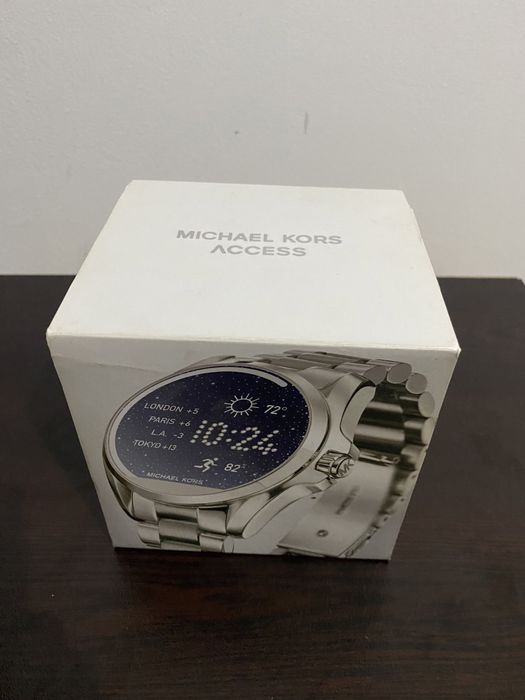 MICHAEL KORS
ACCESS
LONDON +5
72°
PARIS +6
L.A. -3
10:24
TOKYO +13
82°
MICHAEL KORS